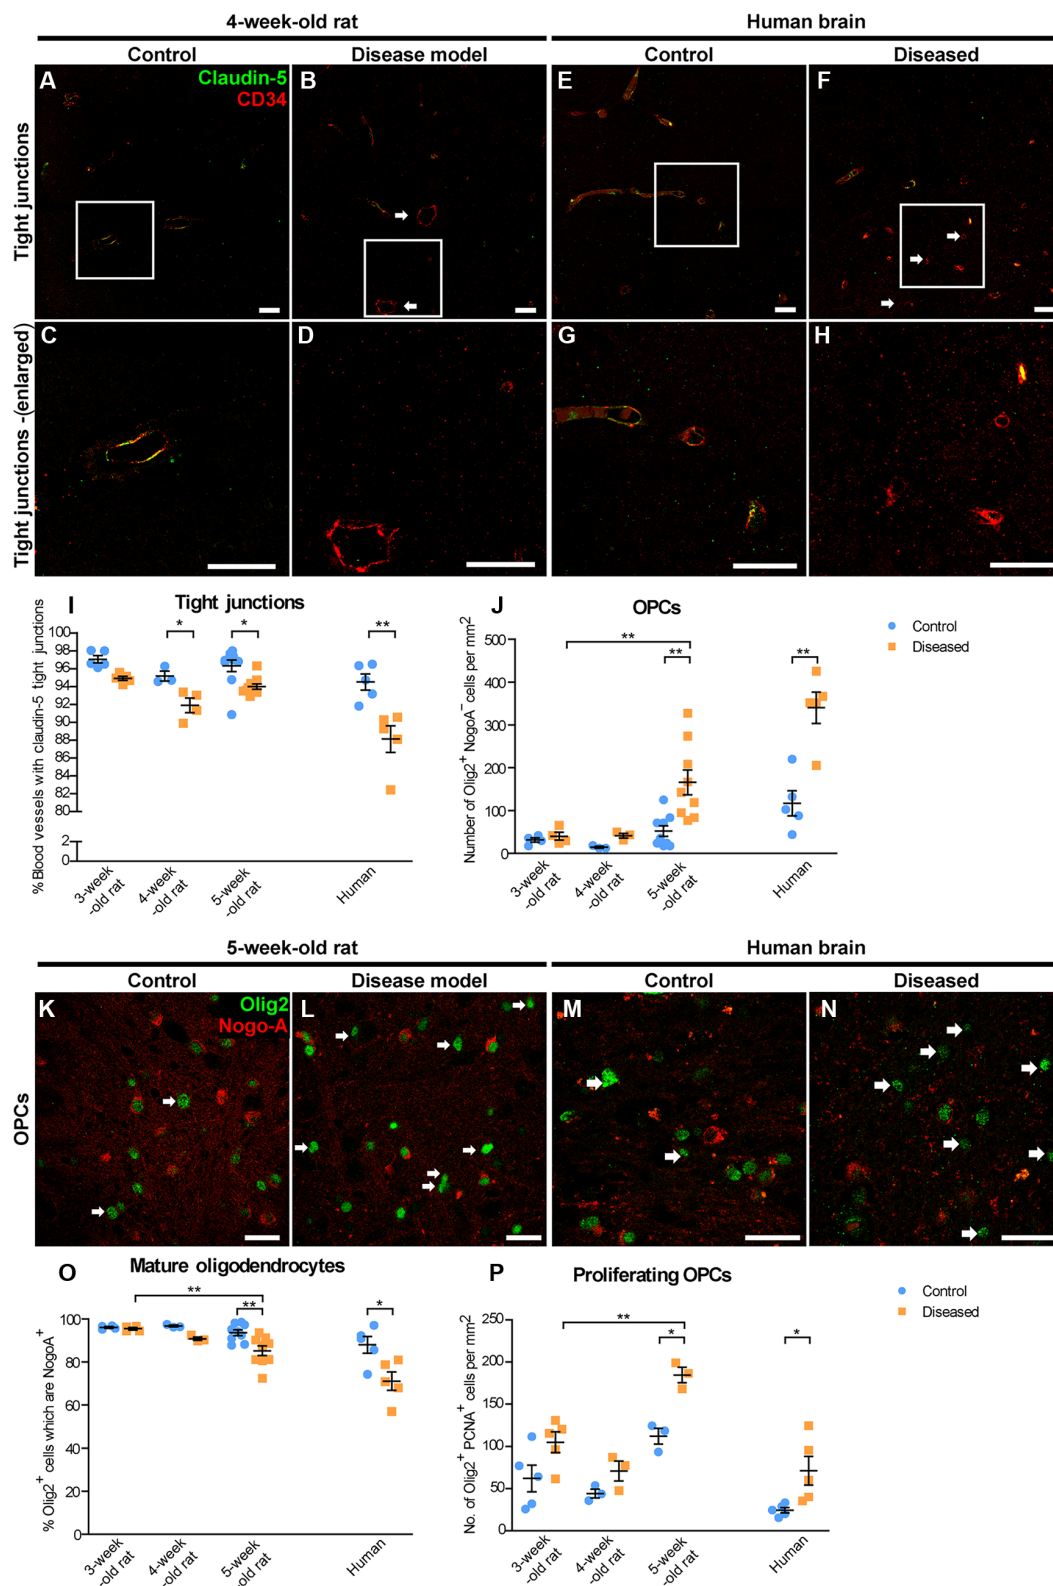 4-week-old rat
Human brain
Control
Disease model
Control
Diseased
A
Claudin-5
CD34
B
E
F
Tight junctions
C
D
G
H
Tight junctions -(enlarged)
I
Tight junctions
% Blood vessels with claudin-5 tight junctions
100
98
96
94
92
90
88
86
84
82
80
2
0
*
*
**
3-week
-old rat
4-week
-old rat
5-week
-old rat
Human
J
OPCs
Number of Olig2+ NogoA− cells per mm2
500
400
300
200
100
0
**
**
**
3-week
-old rat
4-week
-old rat
5-week
-old rat
Human
Control
Diseased
5-week-old rat
Human brain
Control
Disease model
Control
Diseased
K
Olig2
Nogo-A
L
M
N
OPCs
O
Mature oligodendrocytes
% Olig2+ cells which are NogoA+
100
80
60
40
20
0
**
**
*
3-week
-old rat
4-week
-old rat
5-week
-old rat
Human
P
Proliferating OPCs
No. of Olig2+ PCNA+ cells per mm2
250
200
150
100
50
0
**
*
*
3-week
-old rat
4-week
-old rat
5-week
-old rat
Human
Control
Diseased